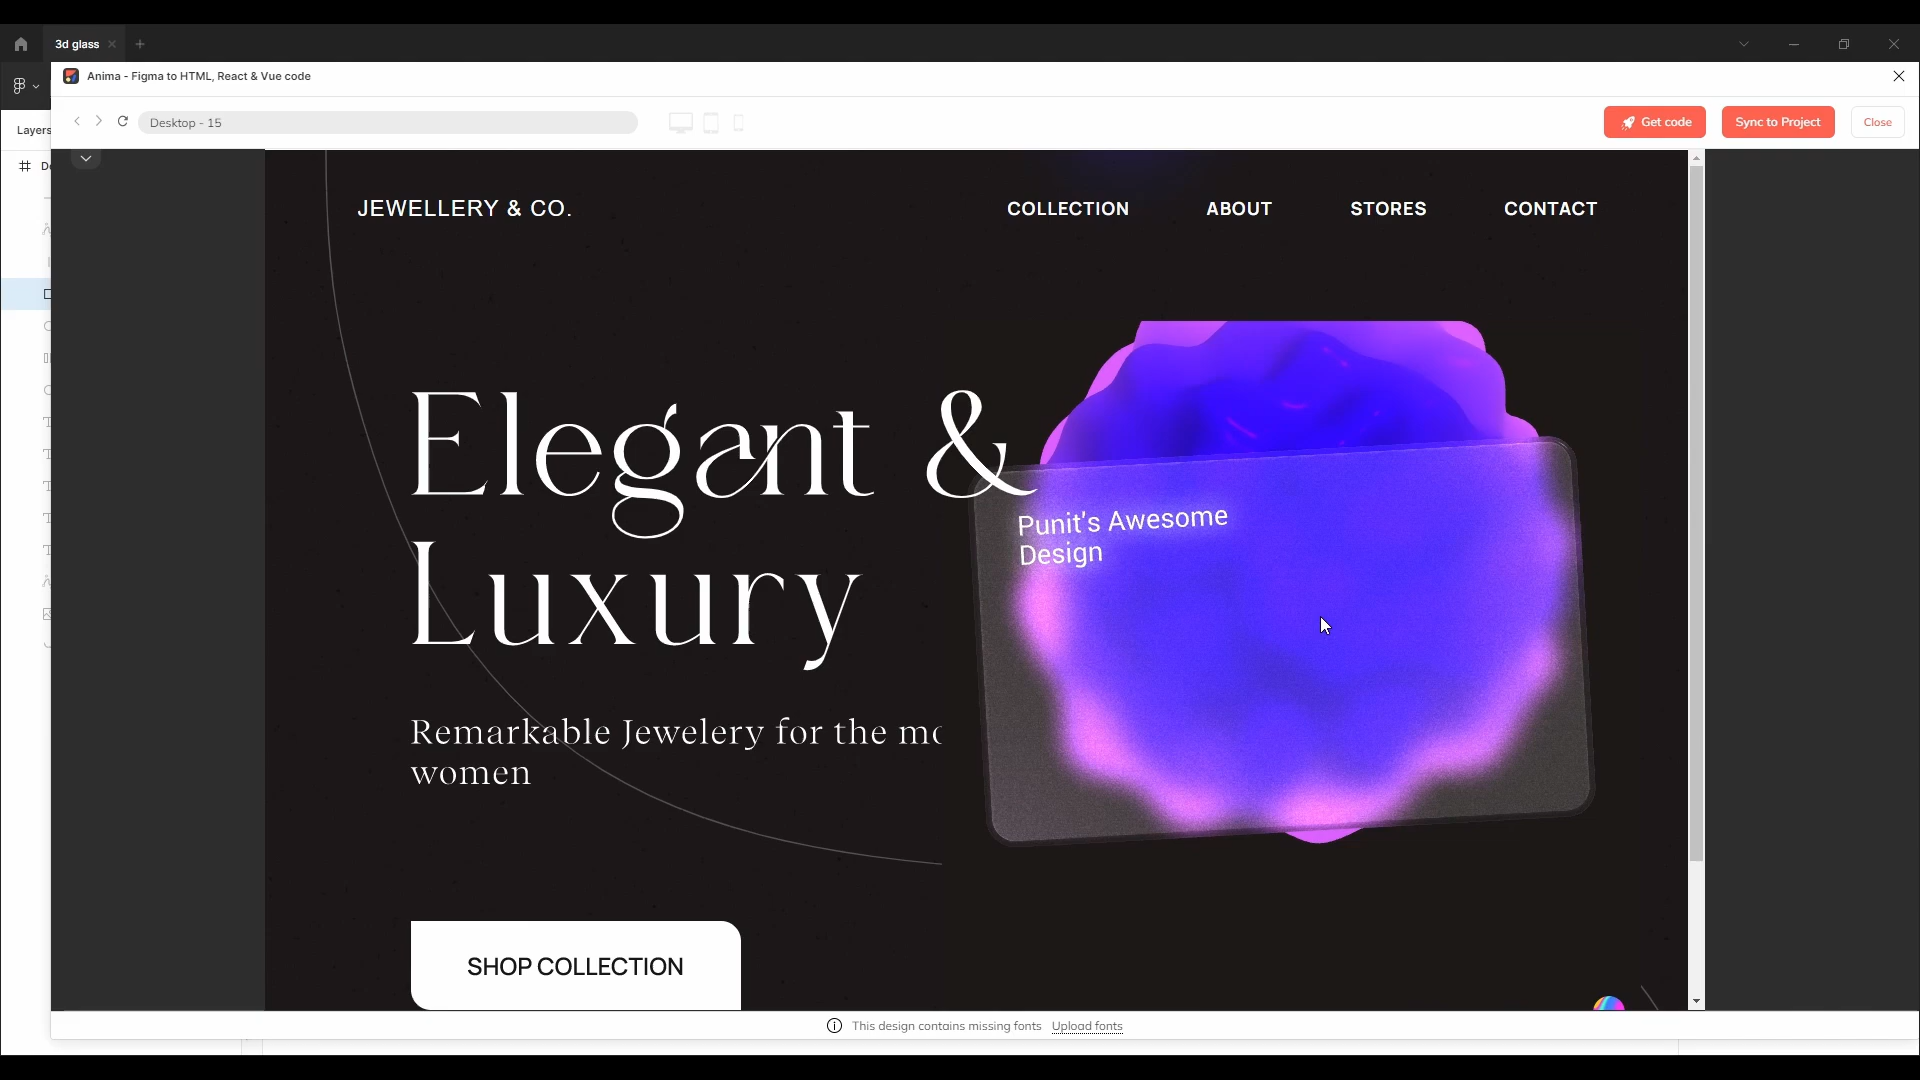 3d glass
Anima - Figma to HTML, React & Vue code
Desktop - 15
Get code
Sync to Project
Close
Layers
JEWELLERY & CO.
COLLECTION
ABOUT
STORES
CONTACT
Elegant &
Luxury
Punit's Awesome
Design
Remarkable Jewelery for the
women
SHOP COLLECTION
This design contains missing fonts Upload fonts